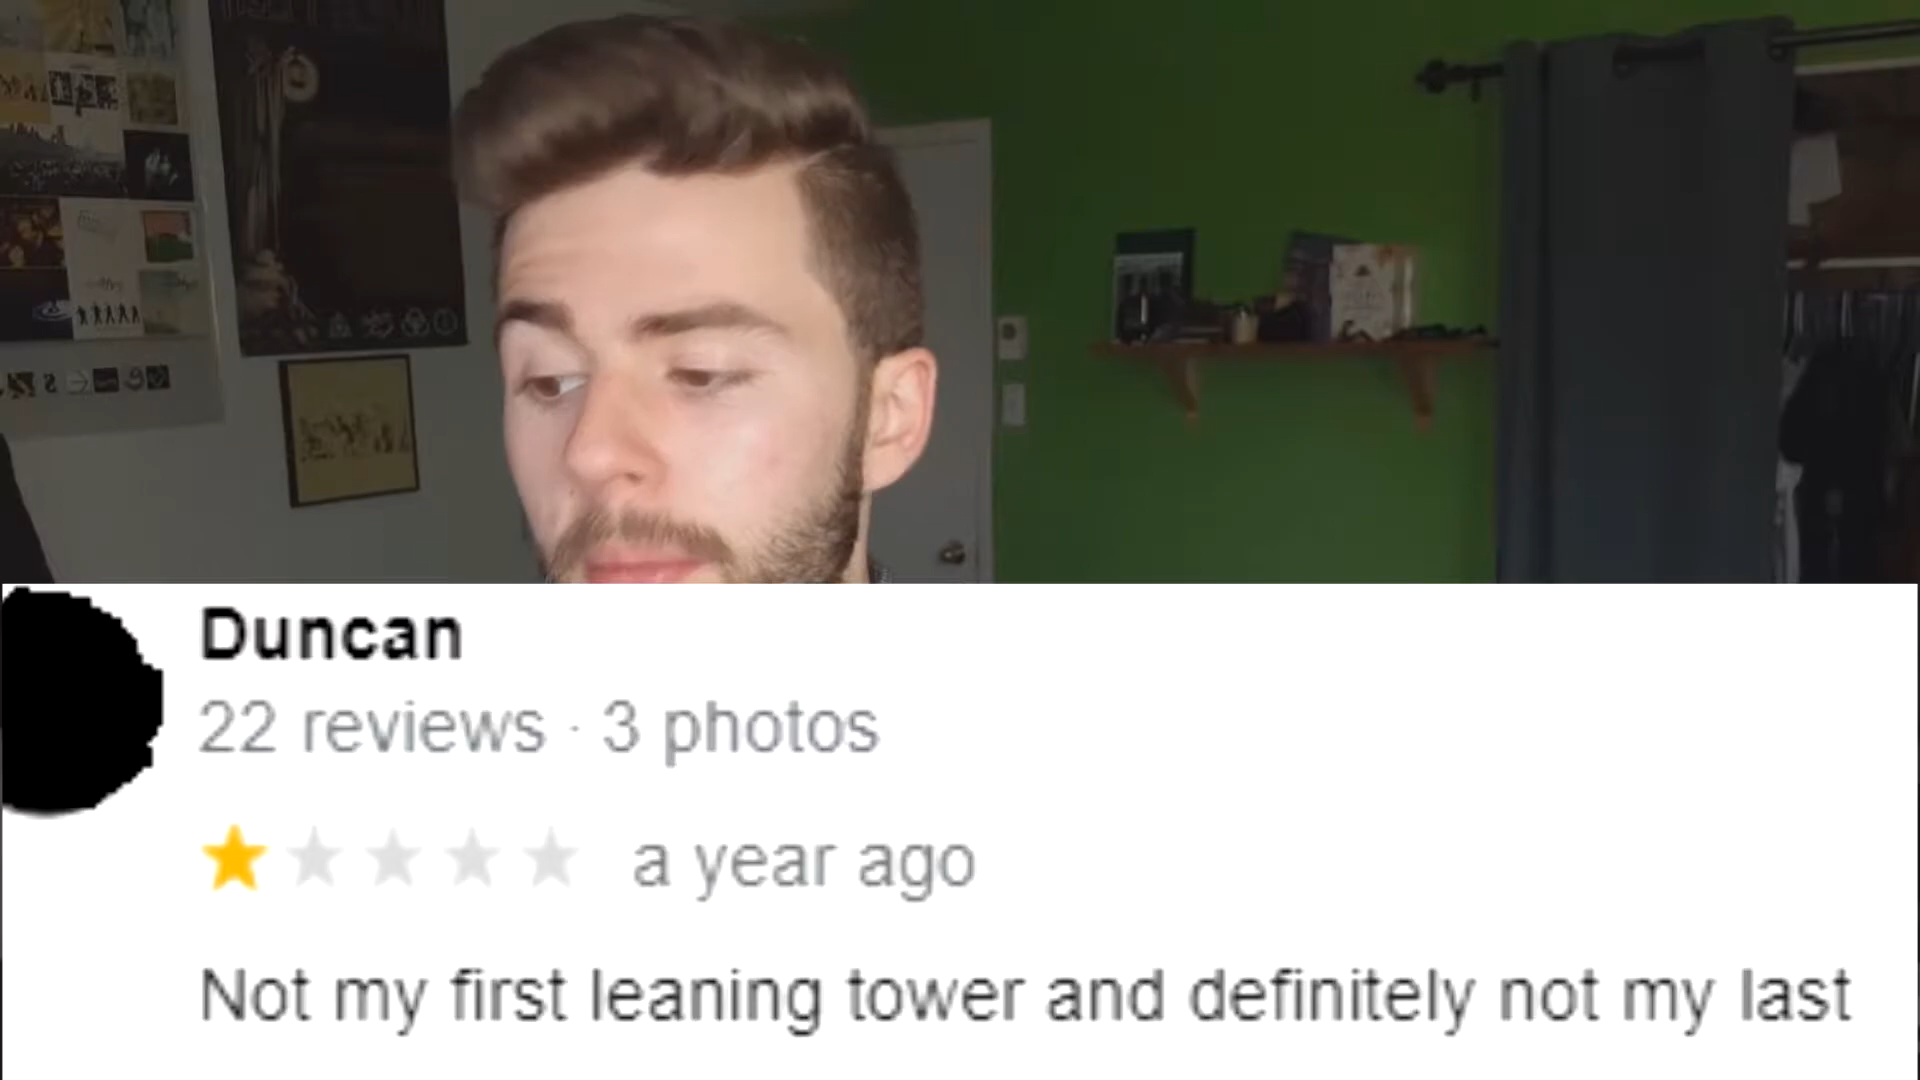 Duncan
22 reviews · 3 photos
a year ago
Not my first leaning tower and definitely not my last